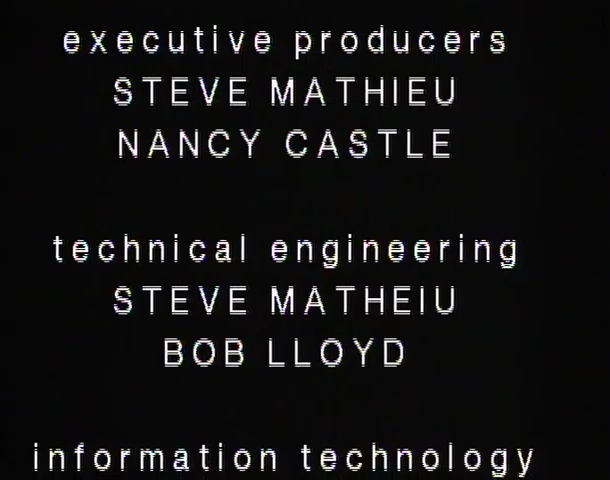 executive producers
STEVE MATHIEU
NANCY CASTLE
technical engineering
STEVE MATHEIU
BOB LLOYD
information technology